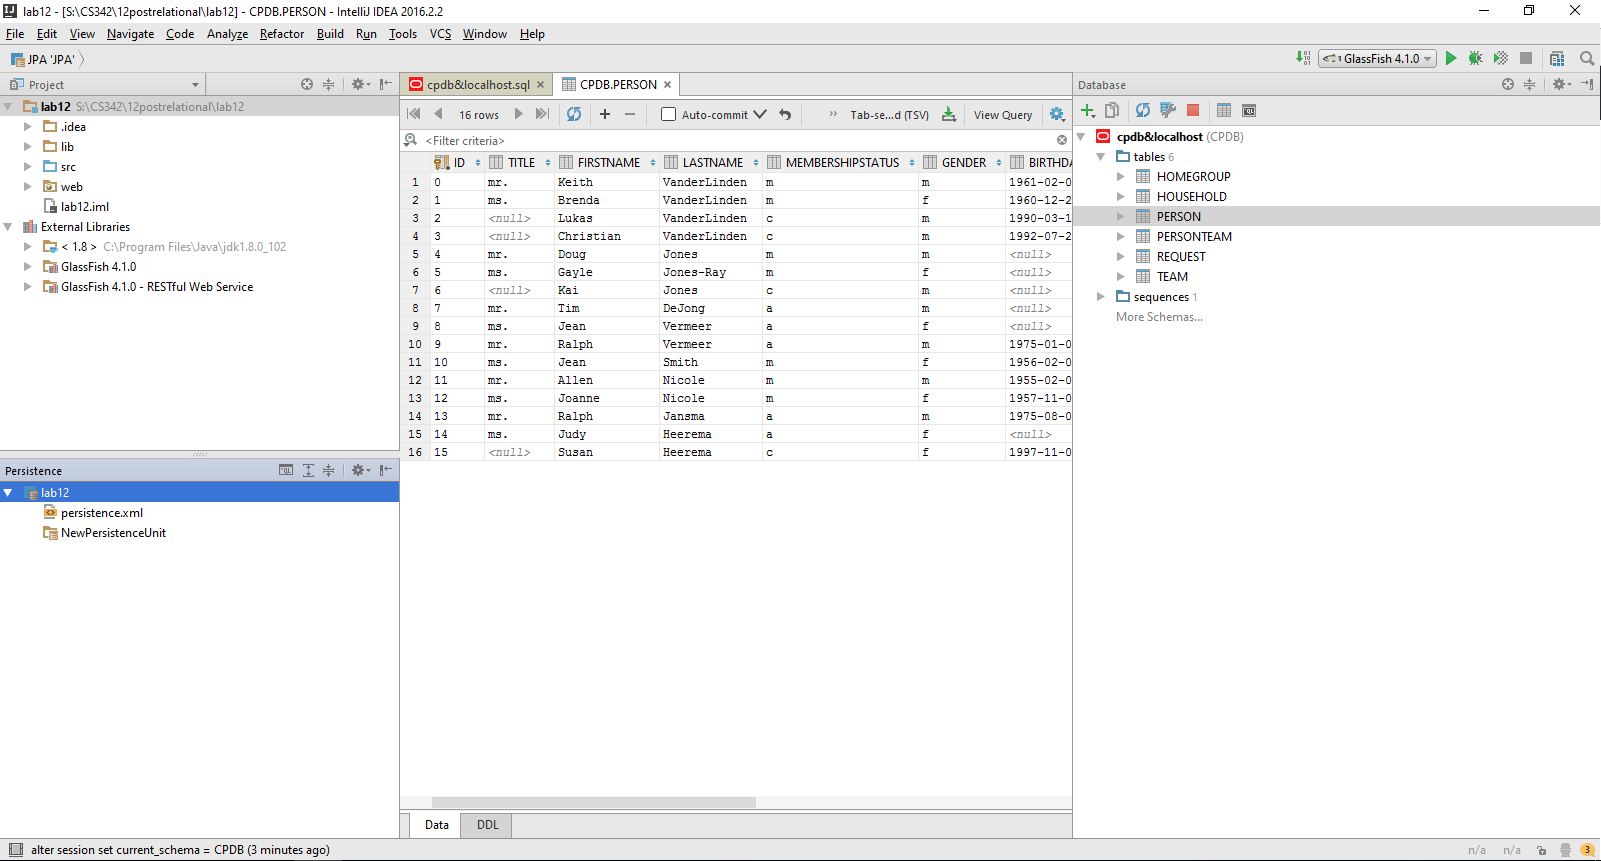 lab12 - [S:\CS342\12postrelational\lab12] - CPDB.PERSON - IntelliJ IDEA 2016.2.2
File Edit View Navigate Code Analyze Refactor Build Run Tools VCS Window Help
JPA 'JPA'
GlassFish 4.1.0
Project
lab12 S:\CS342\12postrelational\lab12
.idea
lib
src
web
lab12.iml
External Libraries
< 1.8 > C:\Program Files\Java\jdk1.8.0_102
GlassFish 4.1.0
GlassFish 4.1.0 - RESTful Web Service
Persistence
lab12
persistence.xml
NewPersistenceUnit
cpdb&localhost.sql CPDB.PERSON
16 rows Auto-commit Tab-se...d (TSV) View Query
<Filter criteria>
ID TITLE FIRSTNAME LASTNAME MEMBERSHIPSTATUS GENDER BIRTHDA
1 0 mr. Keith VanderLinden m m 1961-02-0
2 1 ms. Brenda VanderLinden m f 1960-12-2
3 2 <null> Lukas VanderLinden c m 1990-03-1
4 3 <null> Christian VanderLinden c m 1992-07-2
5 4 mr. Doug Jones m m <null>
6 5 ms. Gayle Jones-Ray m f <null>
7 6 <null> Kai Jones c m <null>
8 7 mr. Tim DeJong a m <null>
9 8 ms. Jean Vermeer a f <null>
10 9 mr. Ralph Vermeer a m 1975-01-0
11 10 ms. Jean Smith m f 1956-02-0
12 11 mr. Allen Nicole m m 1955-02-0
13 12 ms. Joanne Nicole m f 1957-11-0
14 13 mr. Ralph Jansma a m 1975-08-0
15 14 ms. Judy Heerema a f <null>
16 15 <null> Susan Heerema c f 1997-11-0
Data DDL
Database
cpdb&localhost (CPDB)
tables 6
HOMEGROUP
HOUSEHOLD
PERSON
PERSONTEAM
REQUEST
TEAM
sequences 1
More Schemas...
alter session set current_schema = CPDB (3 minutes ago)
n/a n/a 3